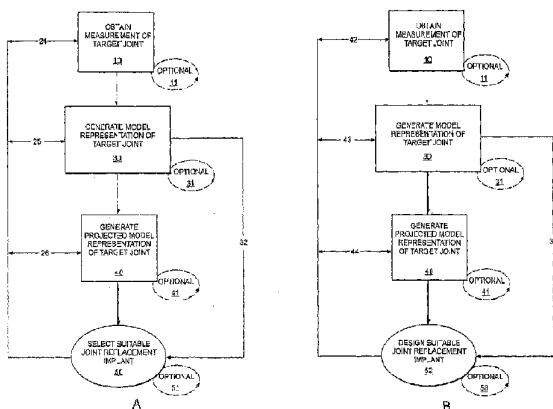 OBTAIN
MEASUREMENT OF
TARGET JOINT
OPTIONAL
11
24
GENERATE MODEL
REPRESENTATION OF
TARGET JOINT
30
OPTIONAL
31
25
32
GENERATE
PROJECTED MODEL
REPRESENTATION
OF TARGET JOINT
40
OPTIONAL
41
26
SELECT SUITABLE
JOINT REPLACEMENT
IMPLANT
OPTIONAL
51
A
OBTAIN
MEASUREMENT OF
TARGET JOINT
10
OPTIONAL
11
42
GENERATE MODEL
REPRESENTATION OF
TARGET JOINT
30
OPTIONAL
31
43
GENERATE
PROJECTED MODEL
REPRESENTATION
OF TARGET JOINT
40
OPTIONAL
41
44
DESIGN SUITABLE
JOINT REPLACEMENT
IMPLANT
52
OPTIONAL
53
B